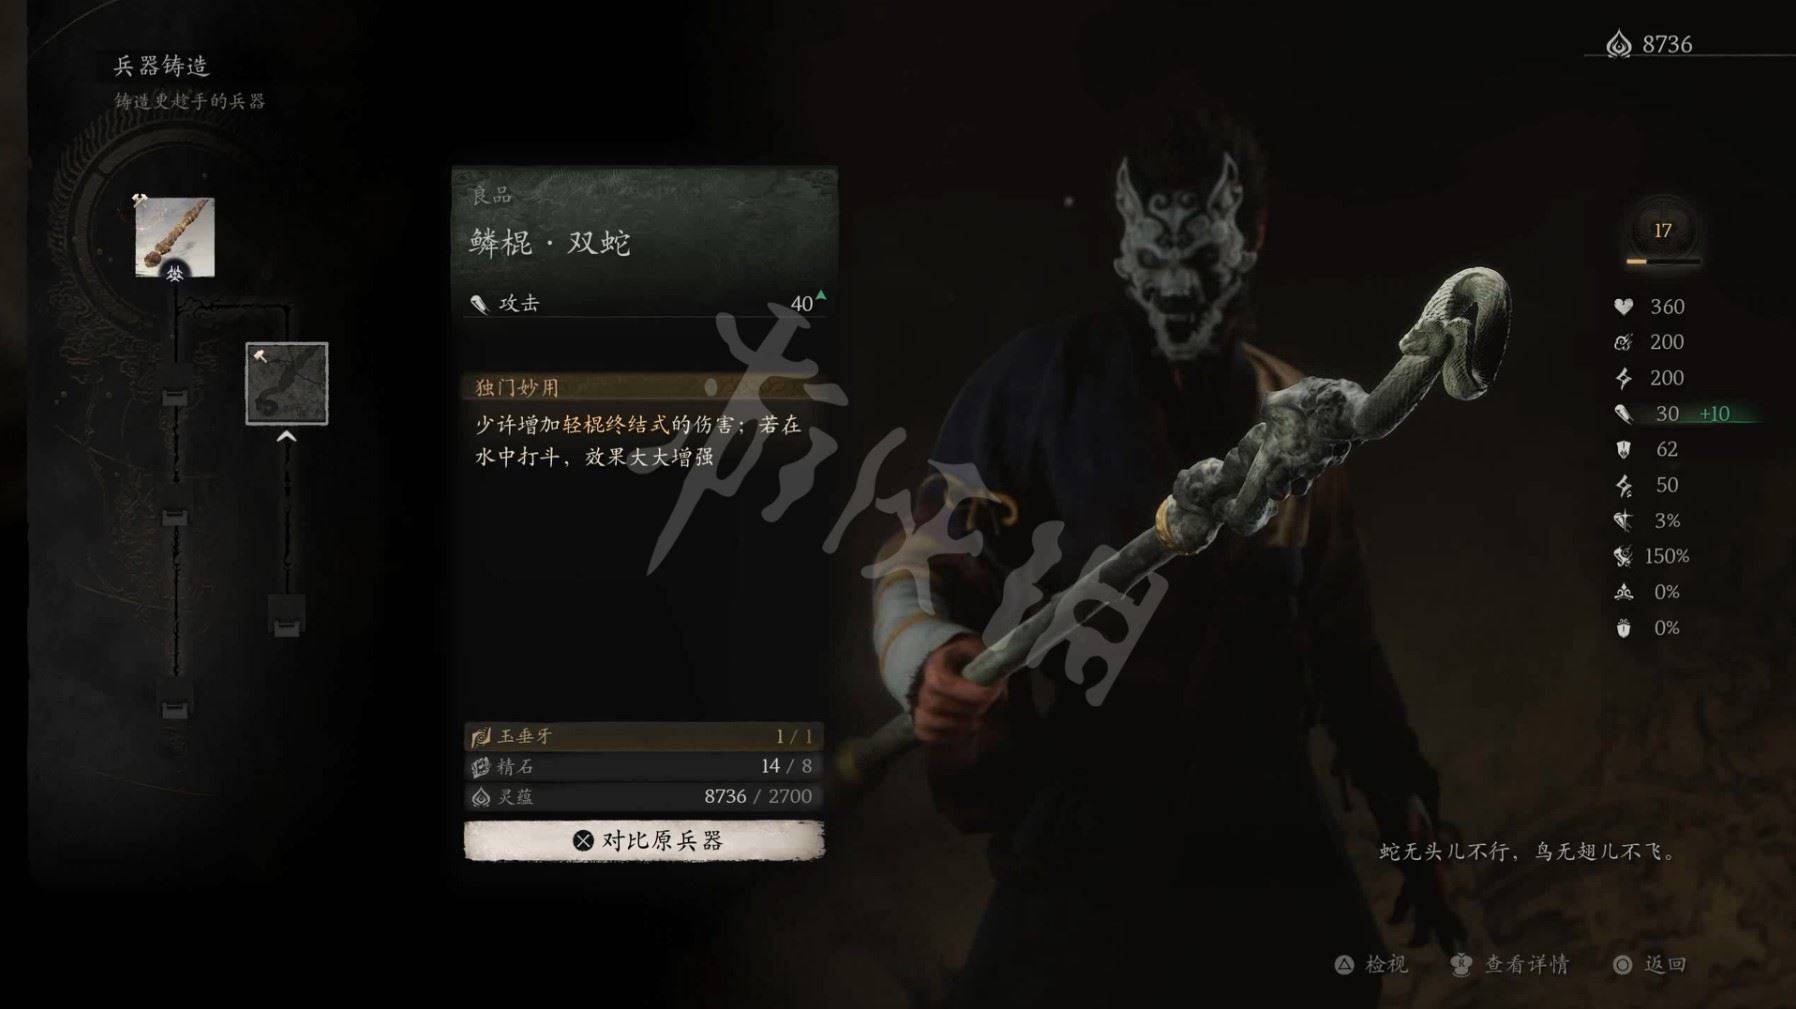 兵器铸造
铸造更趁手的兵器
8736
良品
鳞棍·双蛇
攻击 40
独门妙用
少许增加轻棍终结式的伤害；若在
水中打斗，效果大大增强
玉垂牙 1 / 1
精石 14 / 8
灵蕴 8736 / 2700
对比原兵器
17
360
200
200
30 +10
62
50
3%
150%
0%
0%
蛇无头儿不行，鸟无翅儿不飞。
检视 R 查看详情 返回